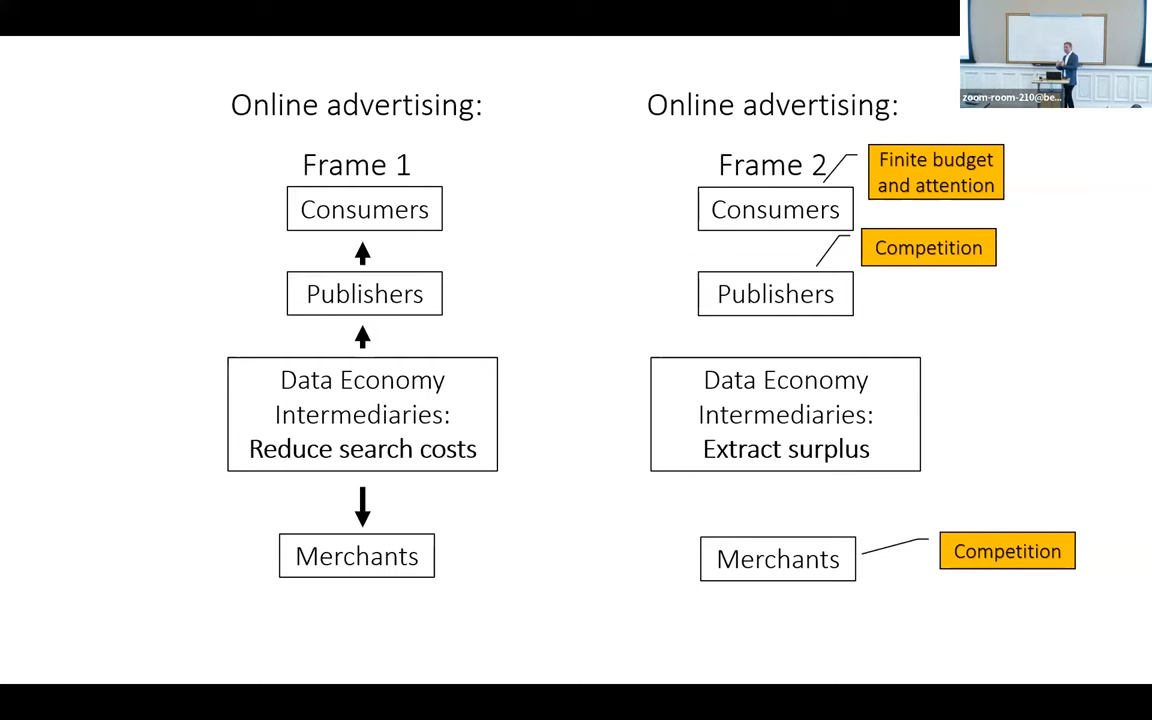 Online advertising:
Frame 1
Consumers
Publishers
Data Economy
Intermediaries:
Reduce search costs
Merchants
Online advertising:
Frame 2
Consumers
Finite budget
and attention
Competition
Publishers
Data Economy
Intermediaries:
Extract surplus
Merchants
Competition
zoom-room-210@be...